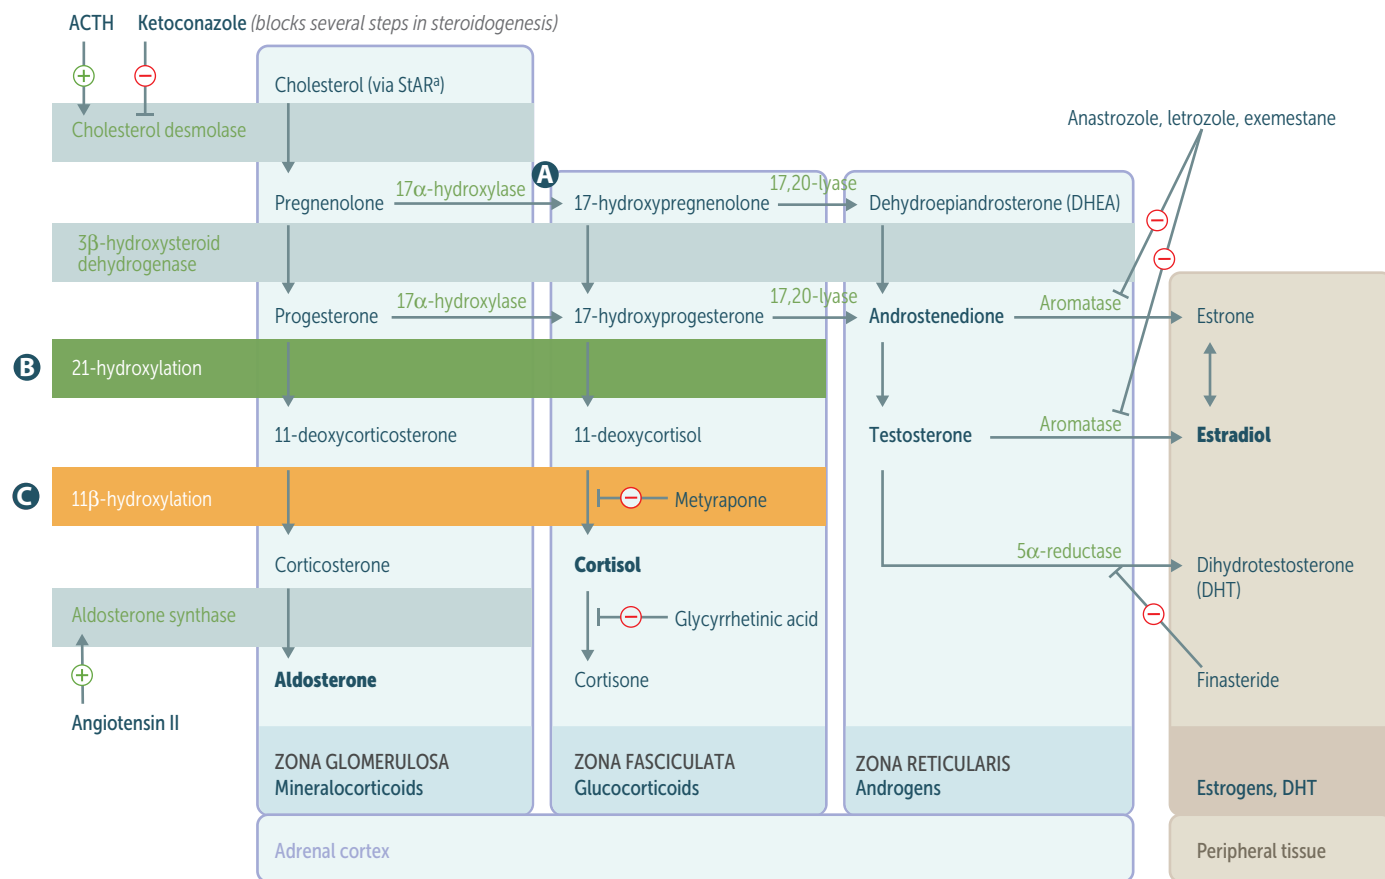 ACTH
Ketoconazole (blocks several steps in steroidogenesis)
Cholesterol (via StARᵃ)
Cholesterol desmolase
Anastrozole, letrozole, exemestane
A
Pregnenolone
17α-hydroxylase
17-hydroxypregnenolone
17,20-lyase
Dehydroepiandrosterone (DHEA)
3β-hydroxysteroid
dehydrogenase
Progesterone
17α-hydroxylase
17-hydroxyprogesterone
17,20-lyase
Androstenedione
Aromatase
Estrone
B
21-hydroxylation
11-deoxycorticosterone
11-deoxycortisol
Testosterone
Aromatase
Estradiol
C
11β-hydroxylation
Metyrapone
Corticosterone
Cortisol
5α-reductase
Dihydrotestosterone
(DHT)
Aldosterone synthase
Glycyrrhetinic acid
Aldosterone
Cortisone
Finasteride
Angiotensin II
ZONA GLOMERULOSA
Mineralocorticoids
ZONA FASCICULATA
Glucocorticoids
ZONA RETICULARIS
Androgens
Estrogens, DHT
Adrenal cortex
Peripheral tissue